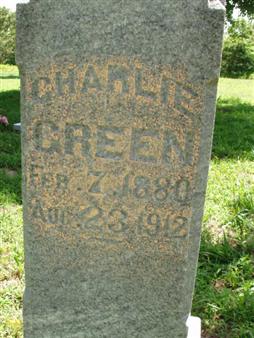 CHARLIE
GREEN
FEB. 7, 1880
AUG. 23, 1912